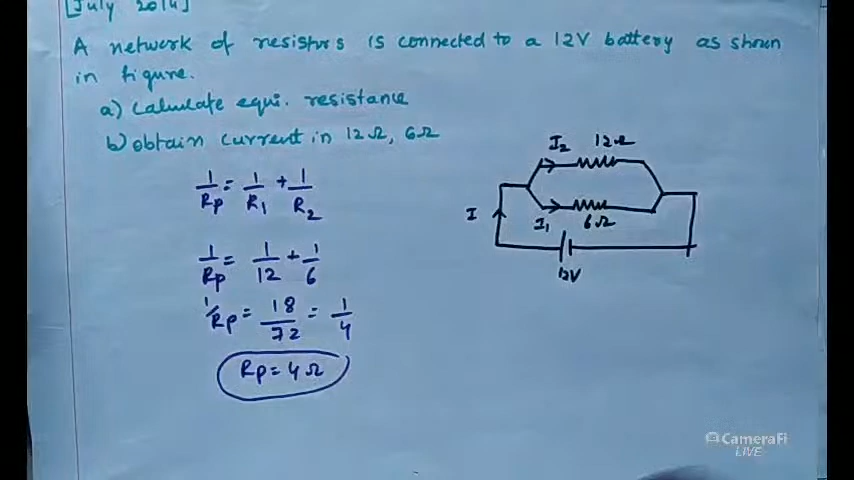 [July 2014]
A network of resistors is connected to a 12V battery as shown
in figure.
a) Calculate equi. resistance
b) obtain current in 12Ω, 6Ω
1/Rp = 1/R1 + 1/R2
1/Rp = 1/12 + 1/6
1/Rp = 18/72 = 1/4
Rp = 4Ω
I2 12Ω
I
I1 6Ω
12V
CameraFi
LIVE